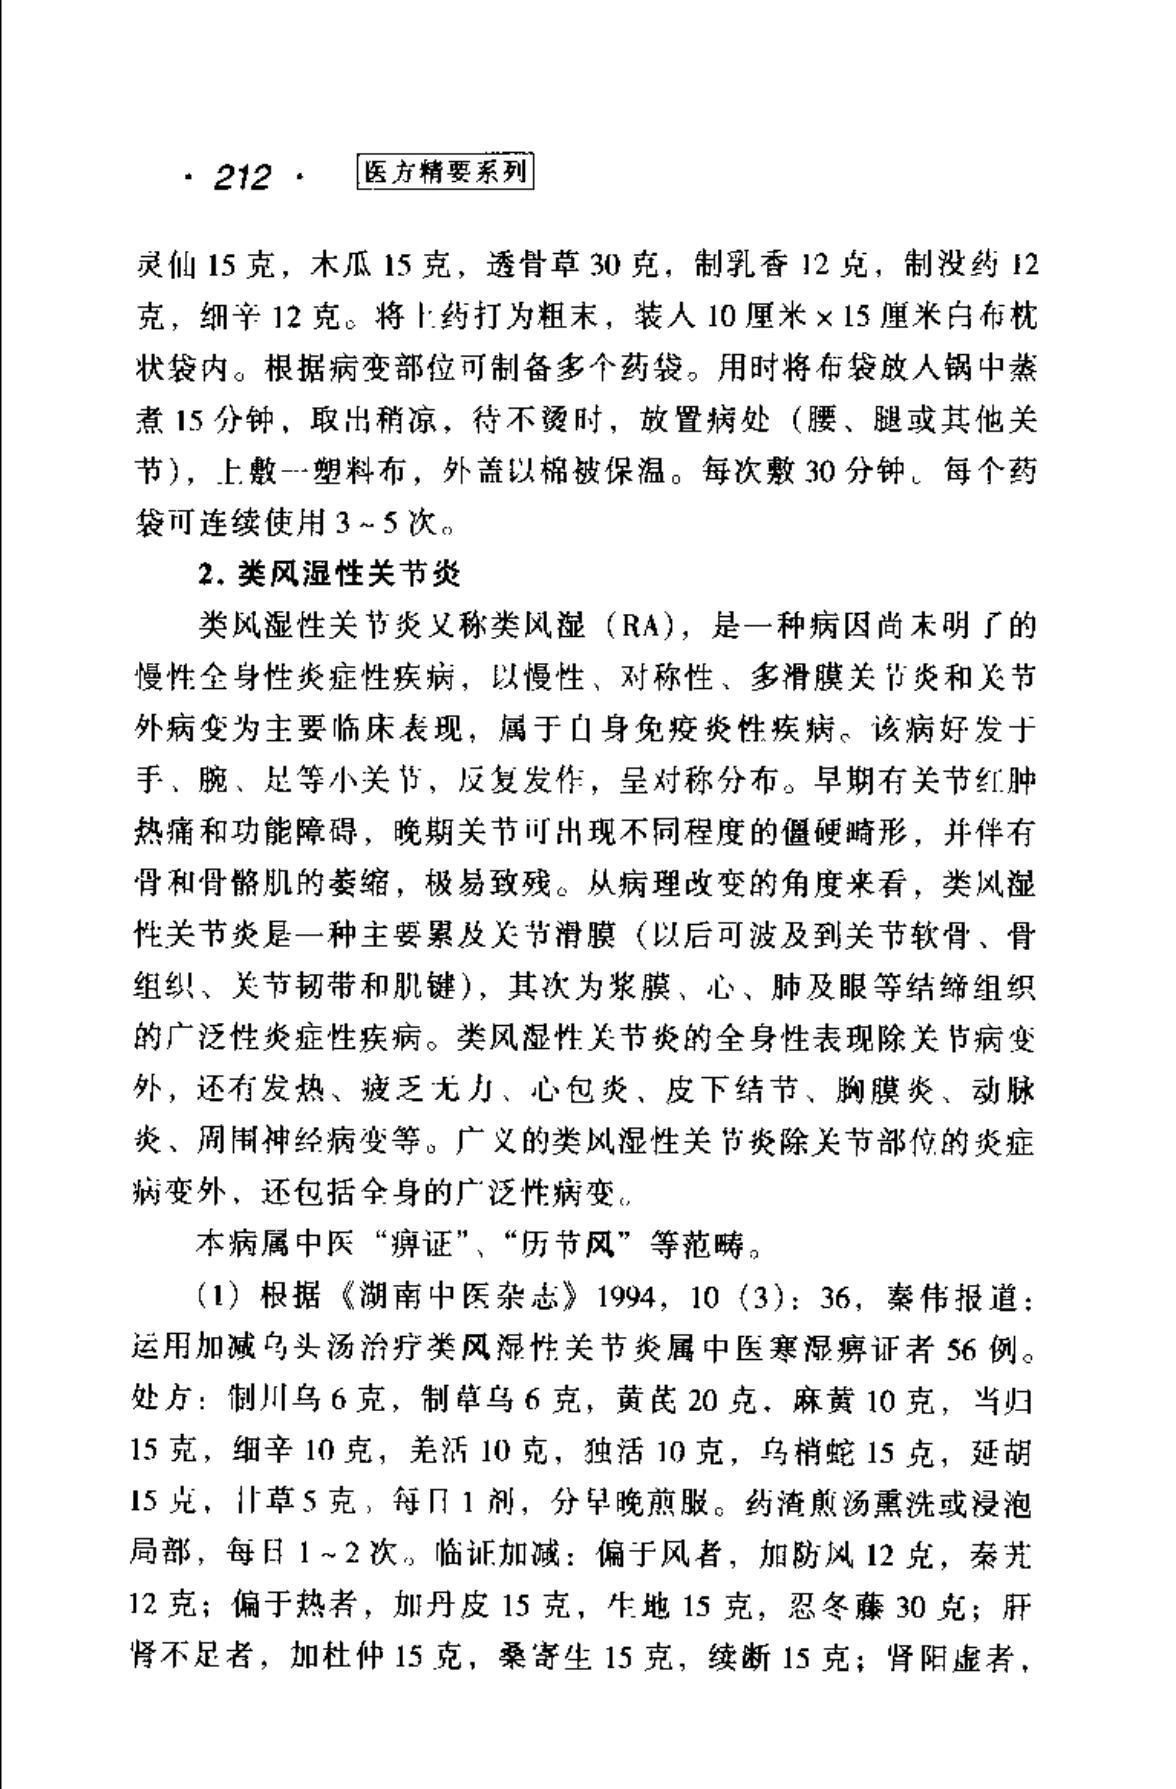 · 212 · 医方精要系列
灵仙 15 克，木瓜 15 克，透骨草 30 克，制乳香 12 克，制没药 12
克，细辛 12 克。将上药打为粗末，装人 10 厘米 × 15 厘米白布枕
状袋内。根据病变部位可制备多个药袋。用时将布袋放人锅中蒸
煮 15 分钟，取出稍凉，待不烫时，放置病处（腰、腿或其他关
节），上敷一塑料布，外盖以棉被保温。每次敷 30 分钟。每个药
袋可连续使用 3 ~ 5 次。
2. 类风湿性关节炎
类风湿性关节炎又称类风湿（RA），是一种病因尚未明了的
慢性全身性炎症性疾病，以慢性、对称性、多滑膜关节炎和关节
外病变为主要临床表现，属于自身免疫炎性疾病。该病好发于
手、腕、足等小关节，反复发作，呈对称分布。早期有关节红肿
热痛和功能障碍，晚期关节可出现不同程度的僵硬畸形，并伴有
骨和骨骼肌的萎缩，极易致残。从病理改变的角度来看，类风湿
性关节炎是一种主要累及关节滑膜（以后可波及到关节软骨、骨
组织、关节韧带和肌键），其次为浆膜、心、肺及眼等结缔组织
的广泛性炎症性疾病。类风湿性关节炎的全身性表现除关节病变
外，还有发热、疲乏无力、心包炎、皮下结节、胸膜炎、动脉
炎、周围神经病变等。广义的类风湿性关节炎除关节部位的炎症
病变外，还包括全身的广泛性病变。
本病属中医“痹证”、“历节风”等范畴。
（1）根据《湖南中医杂志》1994，10（3）：36，秦伟报道：
运用加减乌头汤治疗类风湿性关节炎属中医寒湿痹证者 56 例。
处方：制川乌 6 克，制草乌 6 克，黄芪 20 克，麻黄 10 克，当归
15 克，细辛 10 克，羌活 10 克，独活 10 克，乌梢蛇 15 克，延胡
15 克，甘草 5 克，每日 1 剂，分早晚煎服。药渣煎汤熏洗或浸泡
局部，每日 1 ~ 2 次。临证加减：偏于风者，加防风 12 克，秦艽
12 克；偏于热者，加丹皮 15 克，生地 15 克，忍冬藤 30 克；肝
肾不足者，加杜仲 15 克，桑寄生 15 克，续断 15 克；肾阳虚者，